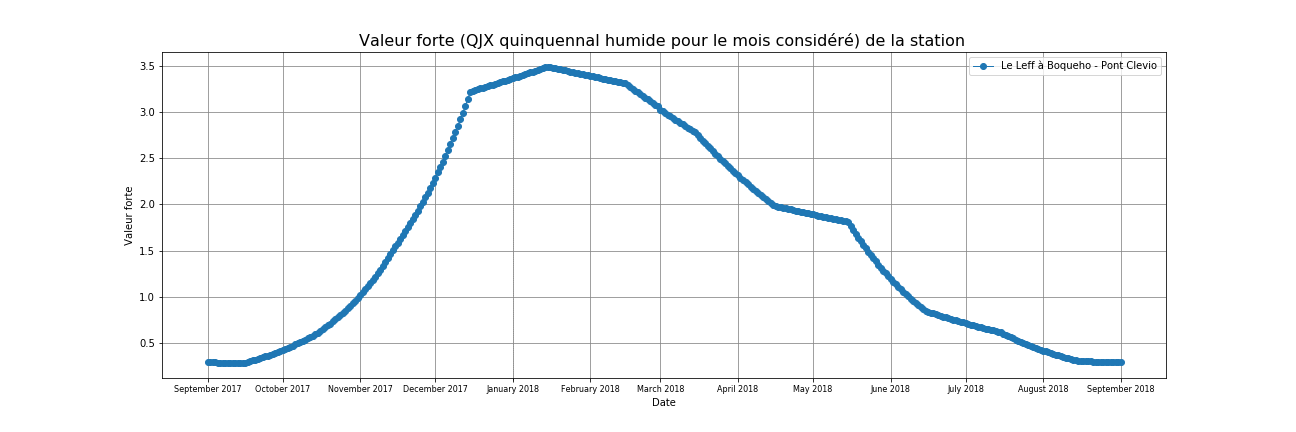 Valeur forte (QJX quinquennal humide pour le mois considéré) de la station
Le Leff à Boqueho - Pont Clevio
Valeur forte
3.5
3.0
2.5
2.0
1.5
1.0
0.5
September 2017 October 2017 November 2017 December 2017 January 2018 February 2018 March 2018 April 2018 May 2018 June 2018 July 2018 August 2018 September 2018
Date